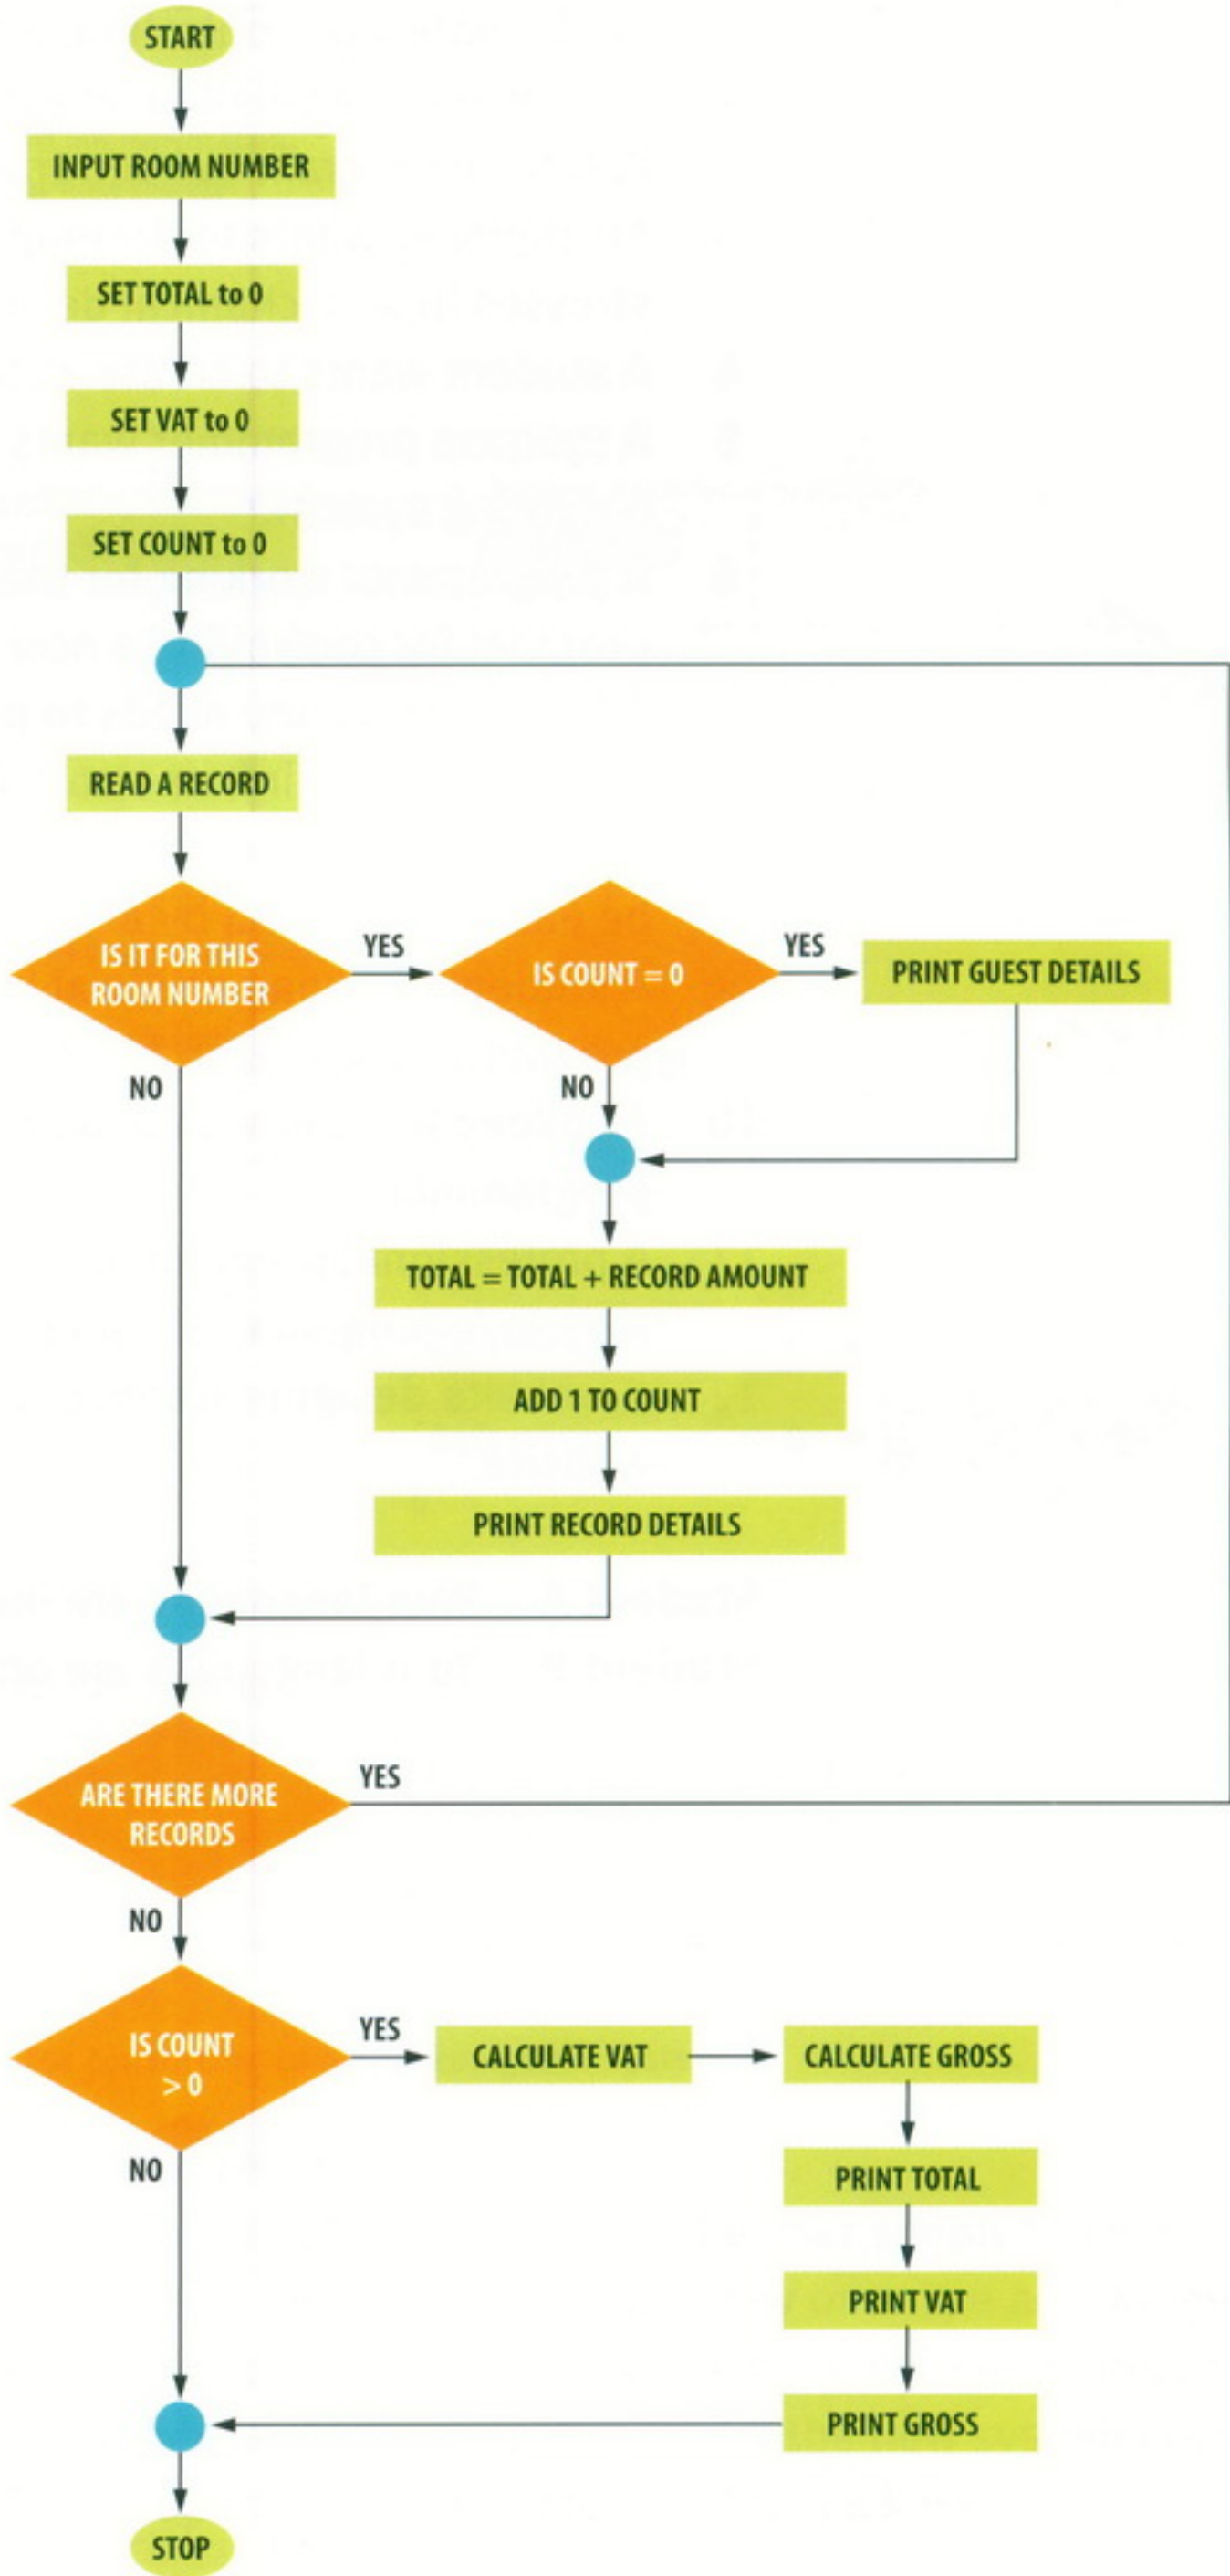 START
INPUT ROOM NUMBER
SET TOTAL to 0
SET VAT to 0
SET COUNT to 0
READ A RECORD
IS IT FOR THIS
ROOM NUMBER
YES
NO
IS COUNT = 0
YES
NO
PRINT GUEST DETAILS
TOTAL = TOTAL + RECORD AMOUNT
ADD 1 TO COUNT
PRINT RECORD DETAILS
ARE THERE MORE
RECORDS
YES
NO
IS COUNT
> 0
YES
NO
CALCULATE VAT
CALCULATE GROSS
PRINT TOTAL
PRINT VAT
PRINT GROSS
STOP